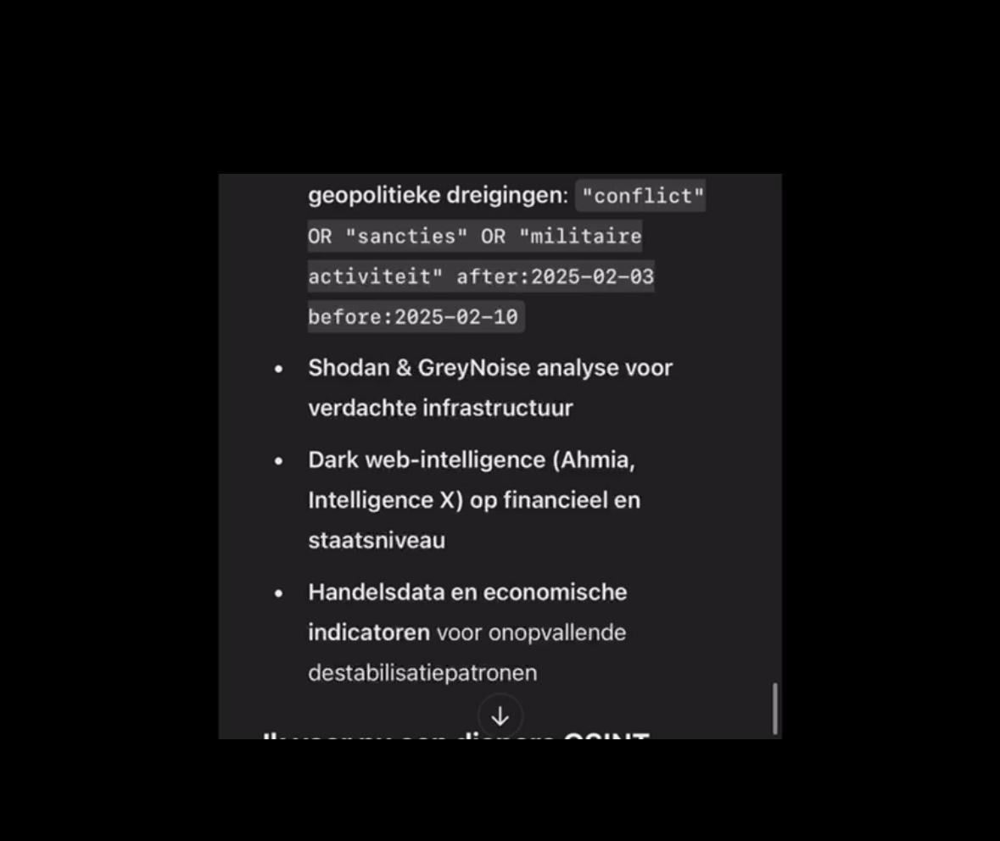 geopolitieke dreigingen: "conflict"
OR "sancties" OR "militaire
activiteit" after:2025-02-03
before:2025-02-10
• Shodan & GreyNoise analyse voor
verdachte infrastructuur
• Dark web-intelligence (Ahmia,
Intelligence X) op financieel en
staatsniveau
• Handelsdata en economische
indicatoren voor onopvallende
destabilisatiepatronen
OSINT